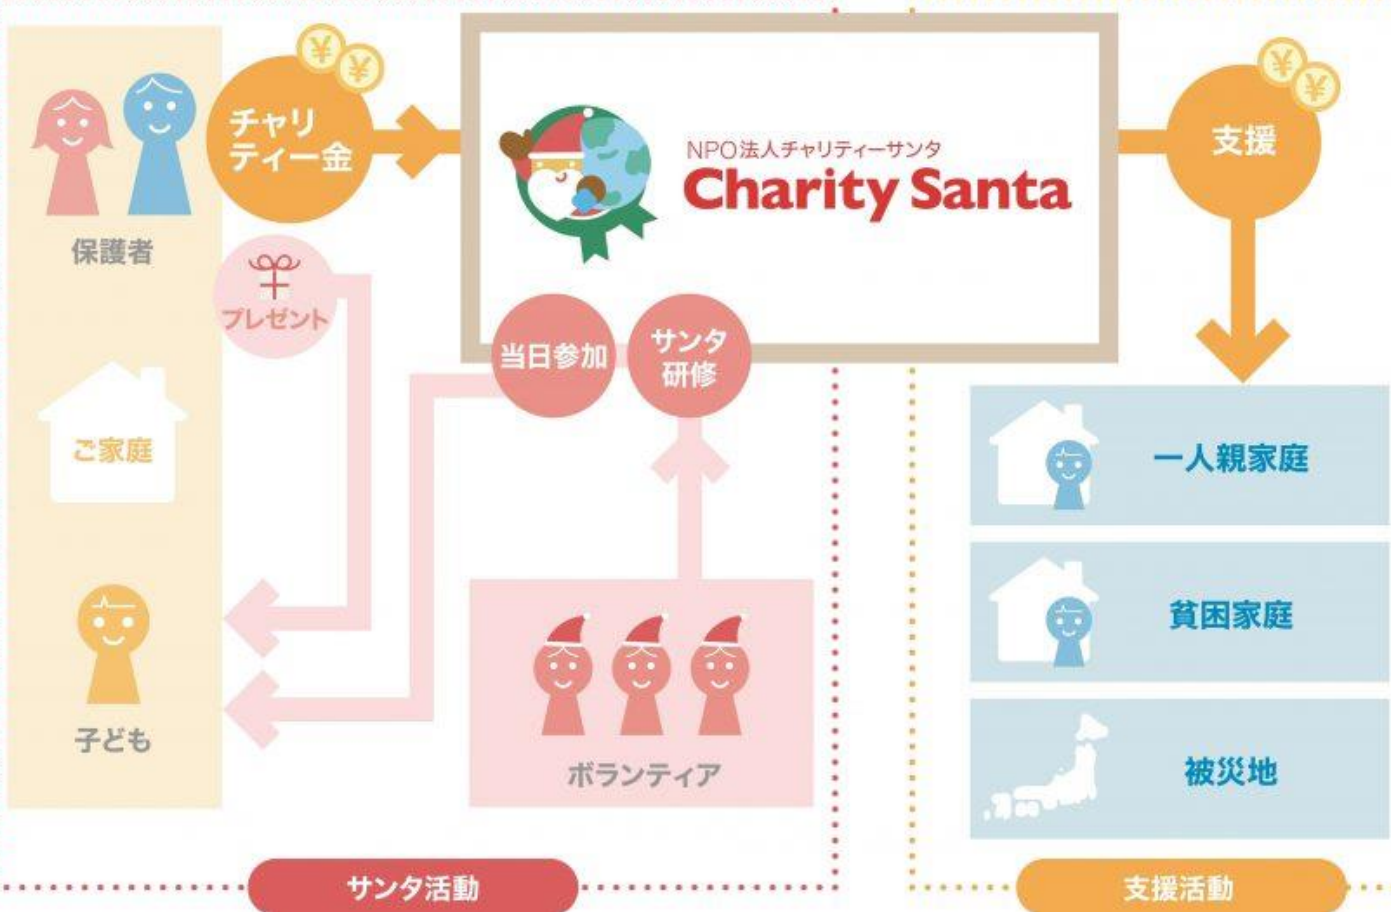 チャリ
ティー金
保護者
プレゼント
ご家庭
子ども
NPO法人チャリティーサンタ
Charity Santa
当日参加
サンタ
研修
ボランティア
サンタ活動
支援
一人親家庭
貧困家庭
被災地
支援活動